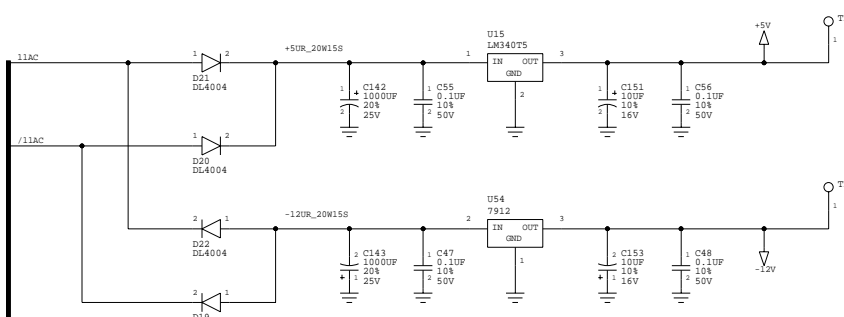 11AC
1
2
D21
DL4004
+5UR_20W15S
1
C142
1000UF
20%
25V
2
1
C55
0.1UF
10%
50V
2
U15
LM340T5
1
IN
OUT
GND
3
2
1
C151
10UF
10%
16V
2
1
C56
0.1UF
10%
50V
2
+5V
T
1
/11AC
1
2
D20
DL4004
2
1
D22
DL4004
-12UR_20W15S
2
C143
1000UF
20%
25V
1
1
C47
0.1UF
10%
50V
2
U54
7912
2
IN
OUT
GND
3
1
2
C153
10UF
10%
16V
1
1
C48
0.1UF
10%
50V
2
-12V
T
1
2
1
D19